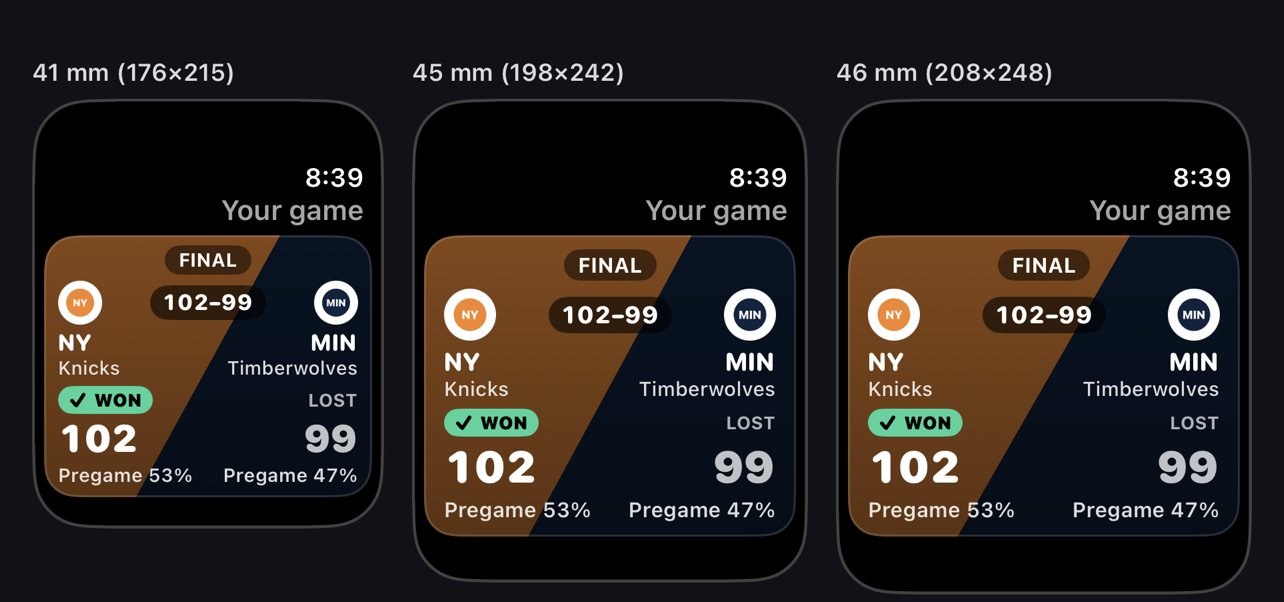 41 mm (176×215)
8:39
Your game
FINAL
NY
102–99
MIN
NY
MIN
Knicks
Timberwolves
✓ WON
LOST
102
99
Pregame 53%
Pregame 47%
45 mm (198×242)
8:39
Your game
FINAL
NY
102–99
MIN
NY
MIN
Knicks
Timberwolves
✓ WON
LOST
102
99
Pregame 53%
Pregame 47%
46 mm (208×248)
8:39
Your game
FINAL
NY
102–99
MIN
NY
MIN
Knicks
Timberwolves
✓ WON
LOST
102
99
Pregame 53%
Pregame 47%